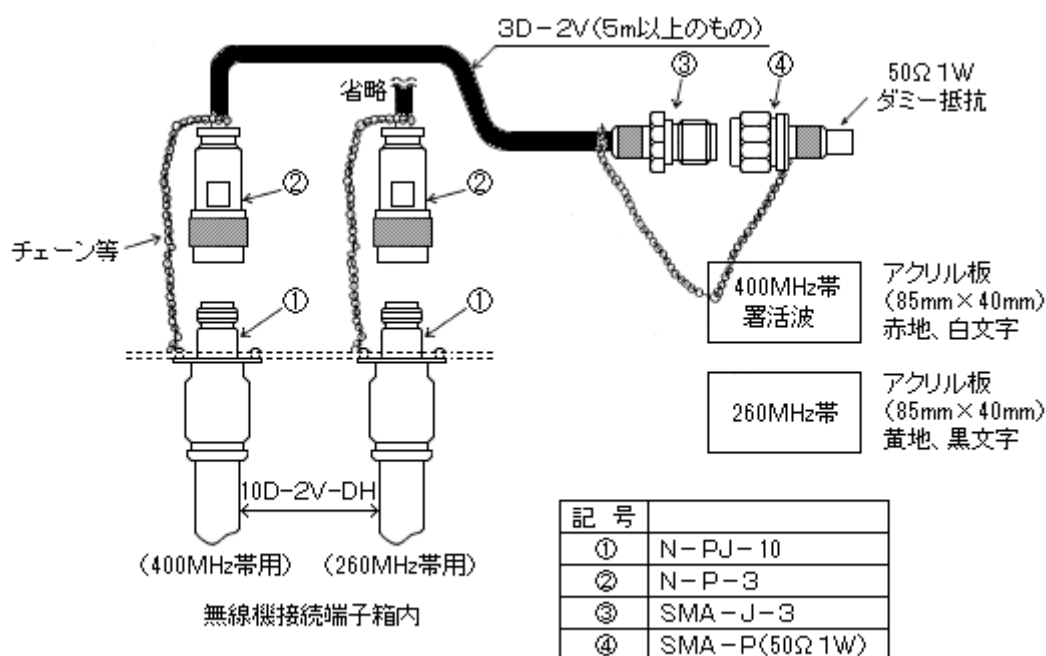 3D-2V(5m以上のもの)
③
④
50Ω 1W
ダミー抵抗
省略
②
②
チェーン等
①
①
400MHz帯
署活波
アクリル板
(85mm×40mm)
赤地、白文字
260MHz帯
アクリル板
(85mm×40mm)
黄地、黒文字
10D-2V-DH
(400MHz帯用)
(260MHz帯用)
無線機接続端子箱内
記 号
① N-PJ-10
② N-P-3
③ SMA-J-3
④ SMA-P(50Ω 1W)